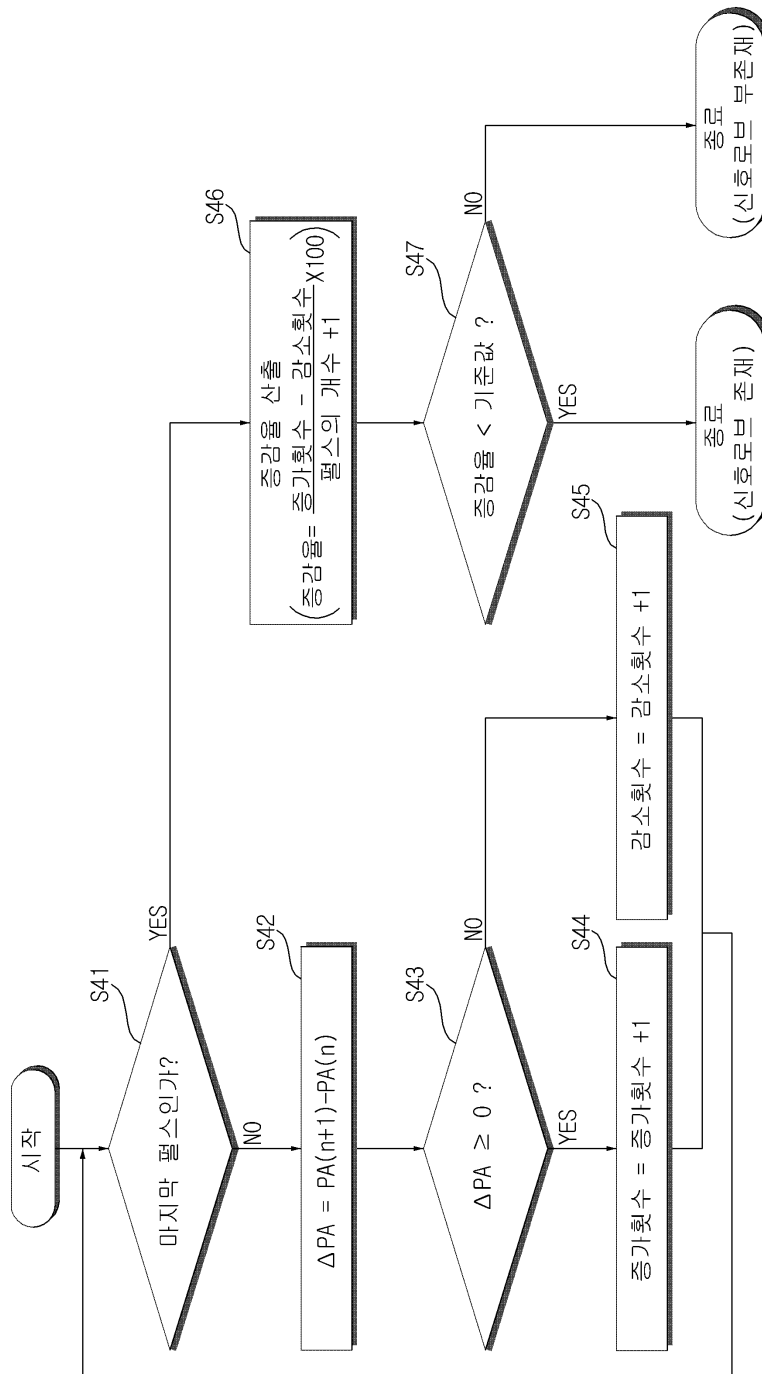 시작
S41
마지막 펄스인가?
YES
NO
S42
ΔPA = PA(n+1)-PA(n)
S43
ΔPA ≥ 0 ?
NO
YES
S44
증가횟수 = 증가횟수 +1
S45
감소횟수 = 감소횟수 +1
S46
증감율 산출
(증감율= 증가횟수 - 감소횟수 X100)
펄스의 개수 +1
S47
증감율 < 기준값 ?
NO
YES
종료
(신호로브 존재)
종료
(신호로브 부존재)